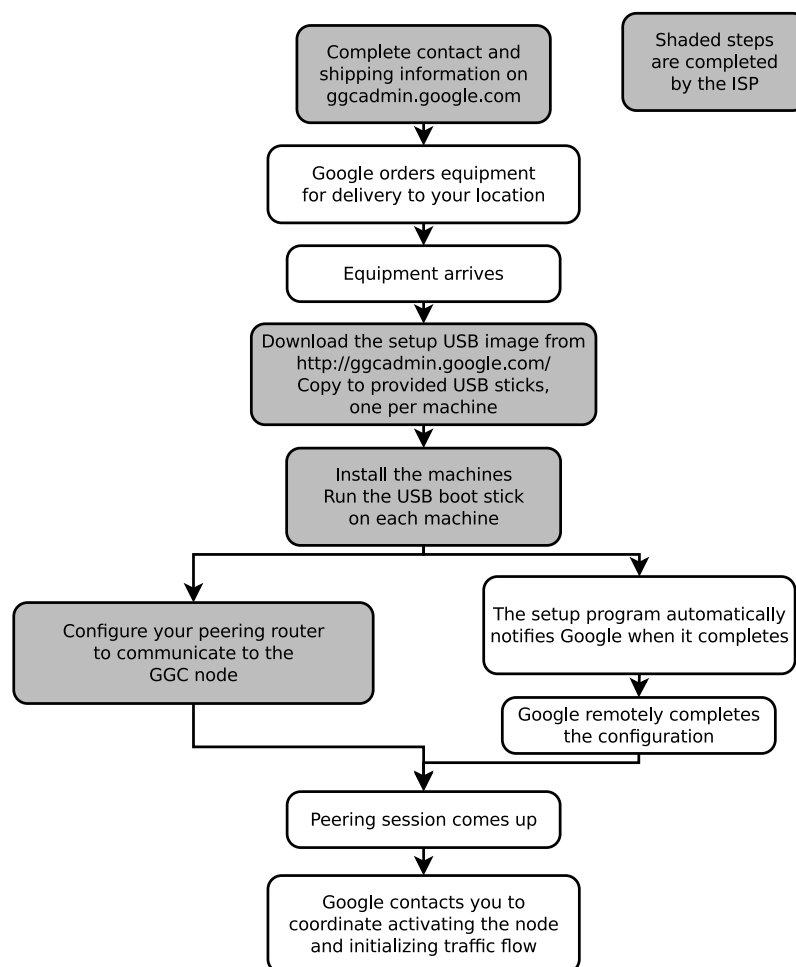 Complete contact and
shipping information on
ggcadmin.google.com
Shaded steps
are completed
by the ISP
Google orders equipment
for delivery to your location
Equipment arrives
Download the setup USB image from
http://ggcadmin.google.com/
Copy to provided USB sticks,
one per machine
Install the machines
Run the USB boot stick
on each machine
Configure your peering router
to communicate to the
GGC node
The setup program automatically
notifies Google when it completes
Google remotely completes
the configuration
Peering session comes up
Google contacts you to
coordinate activating the node
and initializing traffic flow